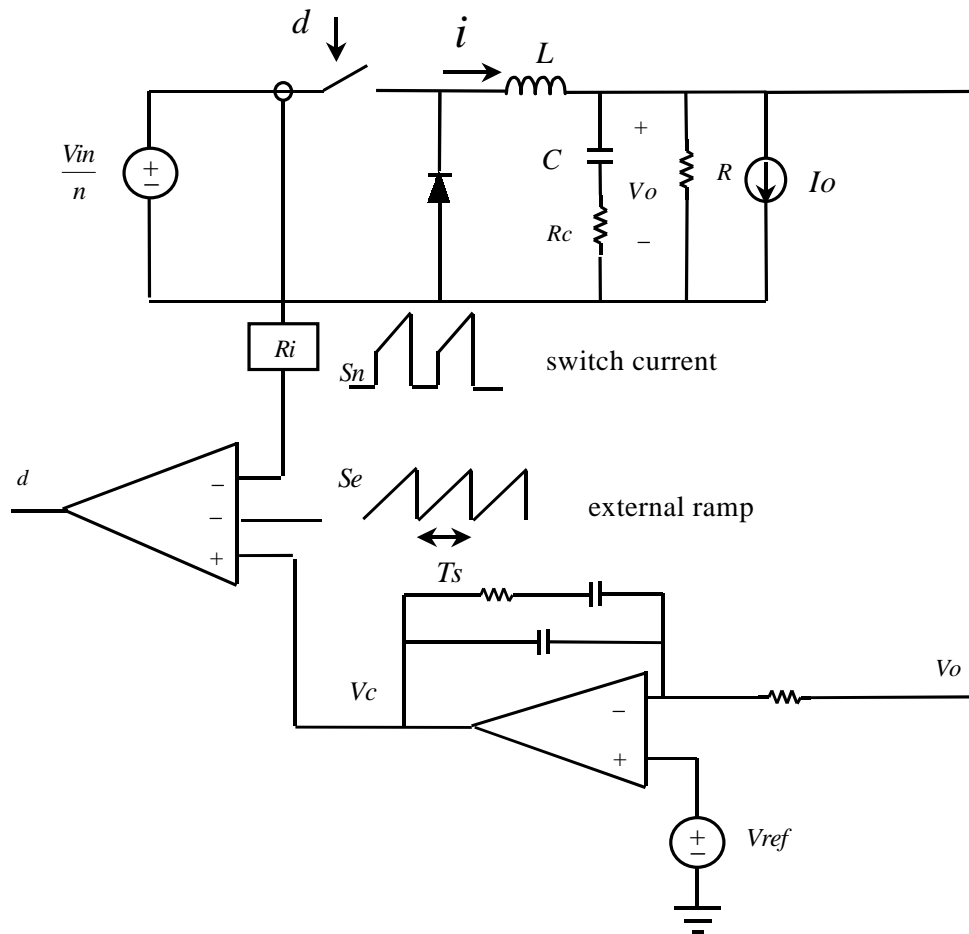 d
i
L
Vin
n
+
−
C
+
Vo
−
Rc
R
Io
Ri
Sn
switch current
d
−
−
+
Se
external ramp
Ts
Vc
Vo
−
+
+
−
Vref